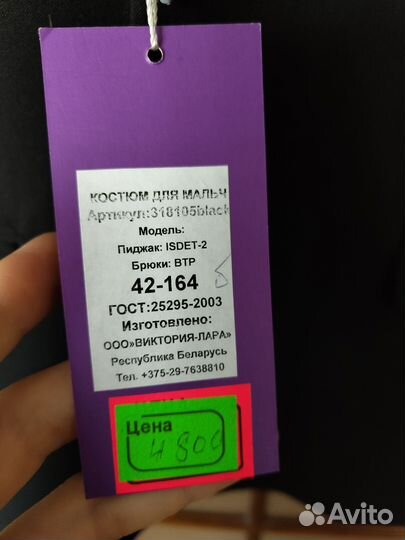 КОСТЮМ ДЛЯ МАЛЬЧ
Артикул:318105black
Модель:
Пиджак: ISDET-2
Брюки: BTP
42-164
ГОСТ:25295-2003
Изготовлено:
ООО»ВИКТОРИЯ-ЛАРА»
Республика Беларусь
Тел. +375-29-7638810
Цена
4800
Avito